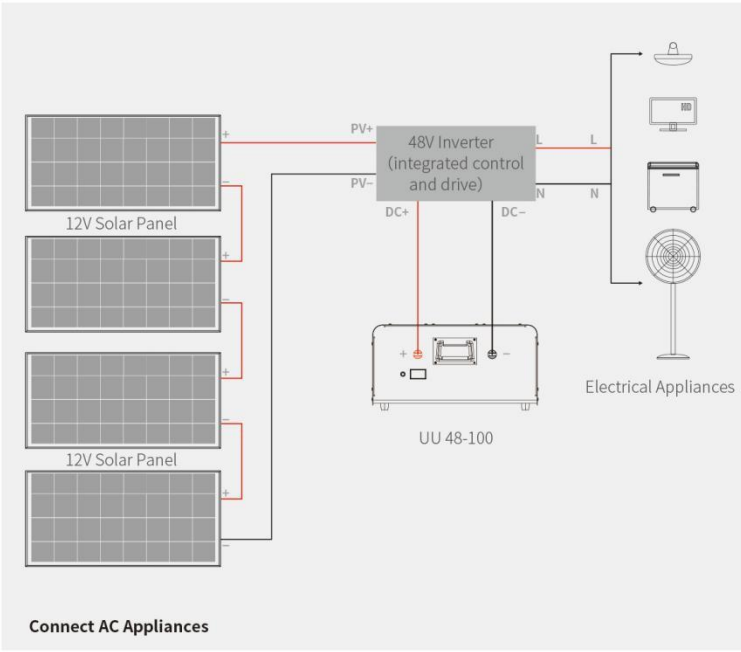 HD
+
PV+
48V Inverter
(integrated control
and drive)
L
L
PV−
N
N
−
DC+
DC−
12V Solar Panel
+
−
+
−
Electrical Appliances
+
−
UU 48-100
12V Solar Panel
+
−
Connect AC Appliances